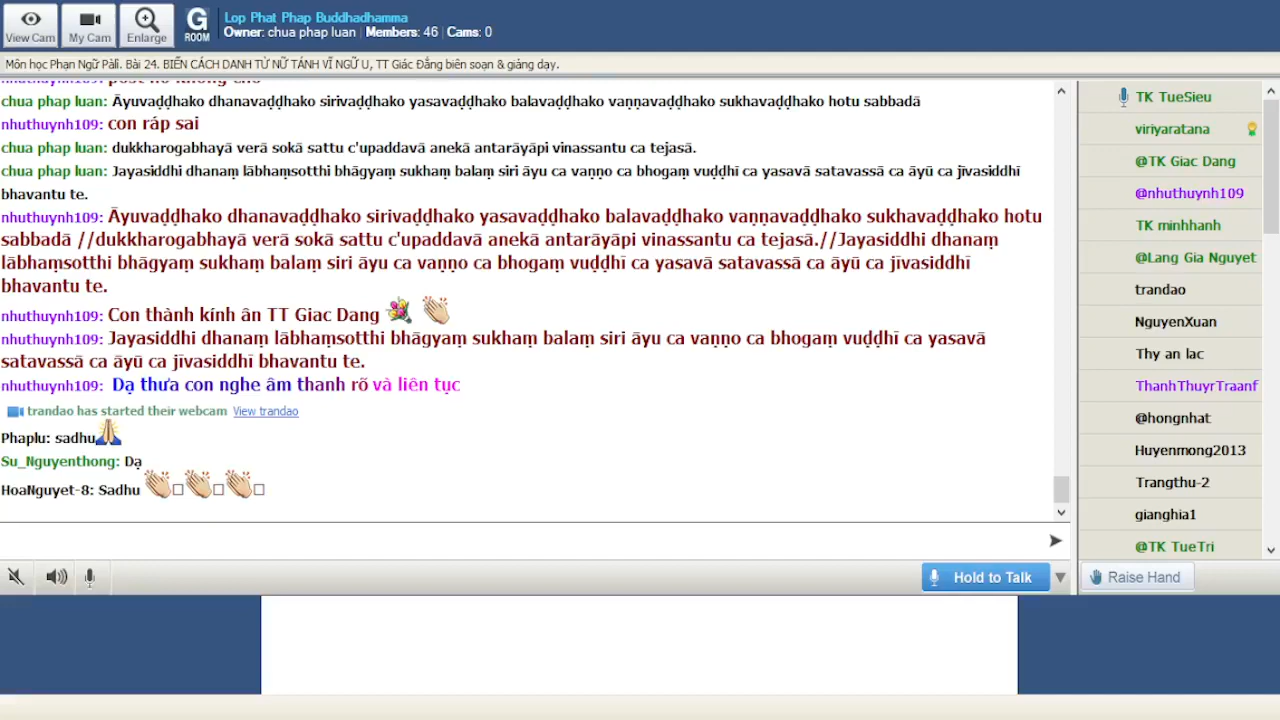 View Cam
My Cam
Enlarge
G ROOM
Lop Phat Phap Buddhadhamma
Owner: chua phap luan | Members: 46 | Cams: 0
Môn học Phạn Ngữ Pāli. Bài 24. BIẾN CÁCH DANH TỪ NỮ TÁNH VĨ NGỮ U, TT Giác Đẳng biên soạn & giảng dạy.
chua phap luan: Āyuvaḍḍhako dhanavaḍḍhako sirivaḍḍhako yasavaḍḍhako balavaḍḍhako vaṇṇavaḍḍhako sukhavaḍḍhako hotu sabbadā
nhuthuynh109: con ráp sai
chua phap luan: dukkharogabhayā verā sokā sattu c'upaddavā anekā antarāyāpi vinassantu ca tejasā.
chua phap luan: Jayasiddhi dhanaṃ lābhaṃsotthi bhāgyaṃ sukhaṃ balaṃ siri āyu ca vaṇṇo ca bhogaṃ vuḍḍhī ca yasavā satavassā ca āyū ca jīvasiddhī
bhavantu te.
nhuthuynh109: Āyuvaḍḍhako dhanavaḍḍhako sirivaḍḍhako yasavaḍḍhako balavaḍḍhako vaṇṇavaḍḍhako sukhavaḍḍhako hotu
sabbadā //dukkharogabhayā verā sokā sattu c'upaddavā anekā antarāyāpi vinassantu ca tejasā.//Jayasiddhi dhanaṃ
lābhaṃsotthi bhāgyaṃ sukhaṃ balaṃ siri āyu ca vaṇṇo ca bhogaṃ vuḍḍhī ca yasavā satavassā ca āyū ca jīvasiddhī
bhavantu te.
nhuthuynh109: Con thành kính ân TT Giac Dang
nhuthuynh109: Jayasiddhi dhanaṃ lābhaṃsotthi bhāgyaṃ sukhaṃ balaṃ siri āyu ca vaṇṇo ca bhogaṃ vuḍḍhī ca yasavā
satavassā ca āyū ca jīvasiddhī bhavantu te.
nhuthuynh109: Dạ thưa con nghe âm thanh rõ và liên tục
trandao has started their webcam View trandao
Phaplu: sadhu
Su_Nguyenthong: Dạ
HoaNguyet-8: Sadhu
Hold to Talk
TK TueSieu
viriyaratana
@TK Giac Dang
@nhuthuynh109
TK minhhanh
@Lang Gia Nguyet
trandao
NguyenXuan
Thy an lac
ThanhThuyrTraanf
@hongnhat
Huyenmong2013
Trangthu-2
gianghia1
@TK TueTri
Raise Hand